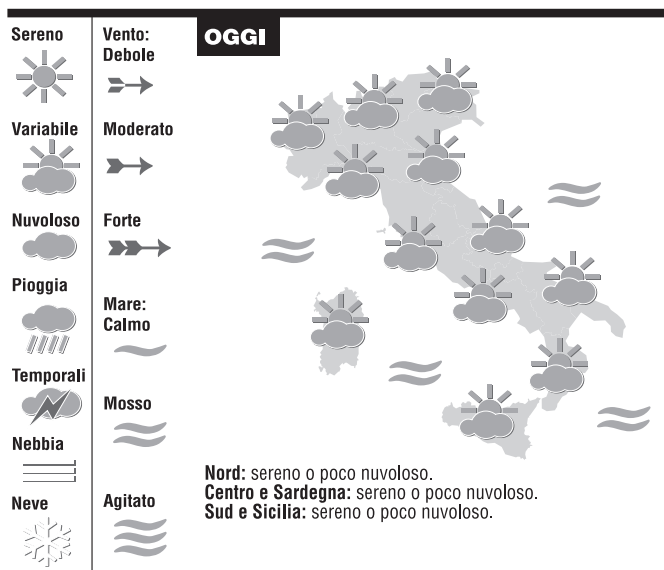 Sereno
Variabile
Nuvoloso
Pioggia
Temporali
Nebbia
Neve
Vento:
Debole
Moderato
Forte
Mare:
Calmo
Mosso
Agitato
OGGI
Nord: sereno o poco nuvoloso.
Centro e Sardegna: sereno o poco nuvoloso.
Sud e Sicilia: sereno o poco nuvoloso.